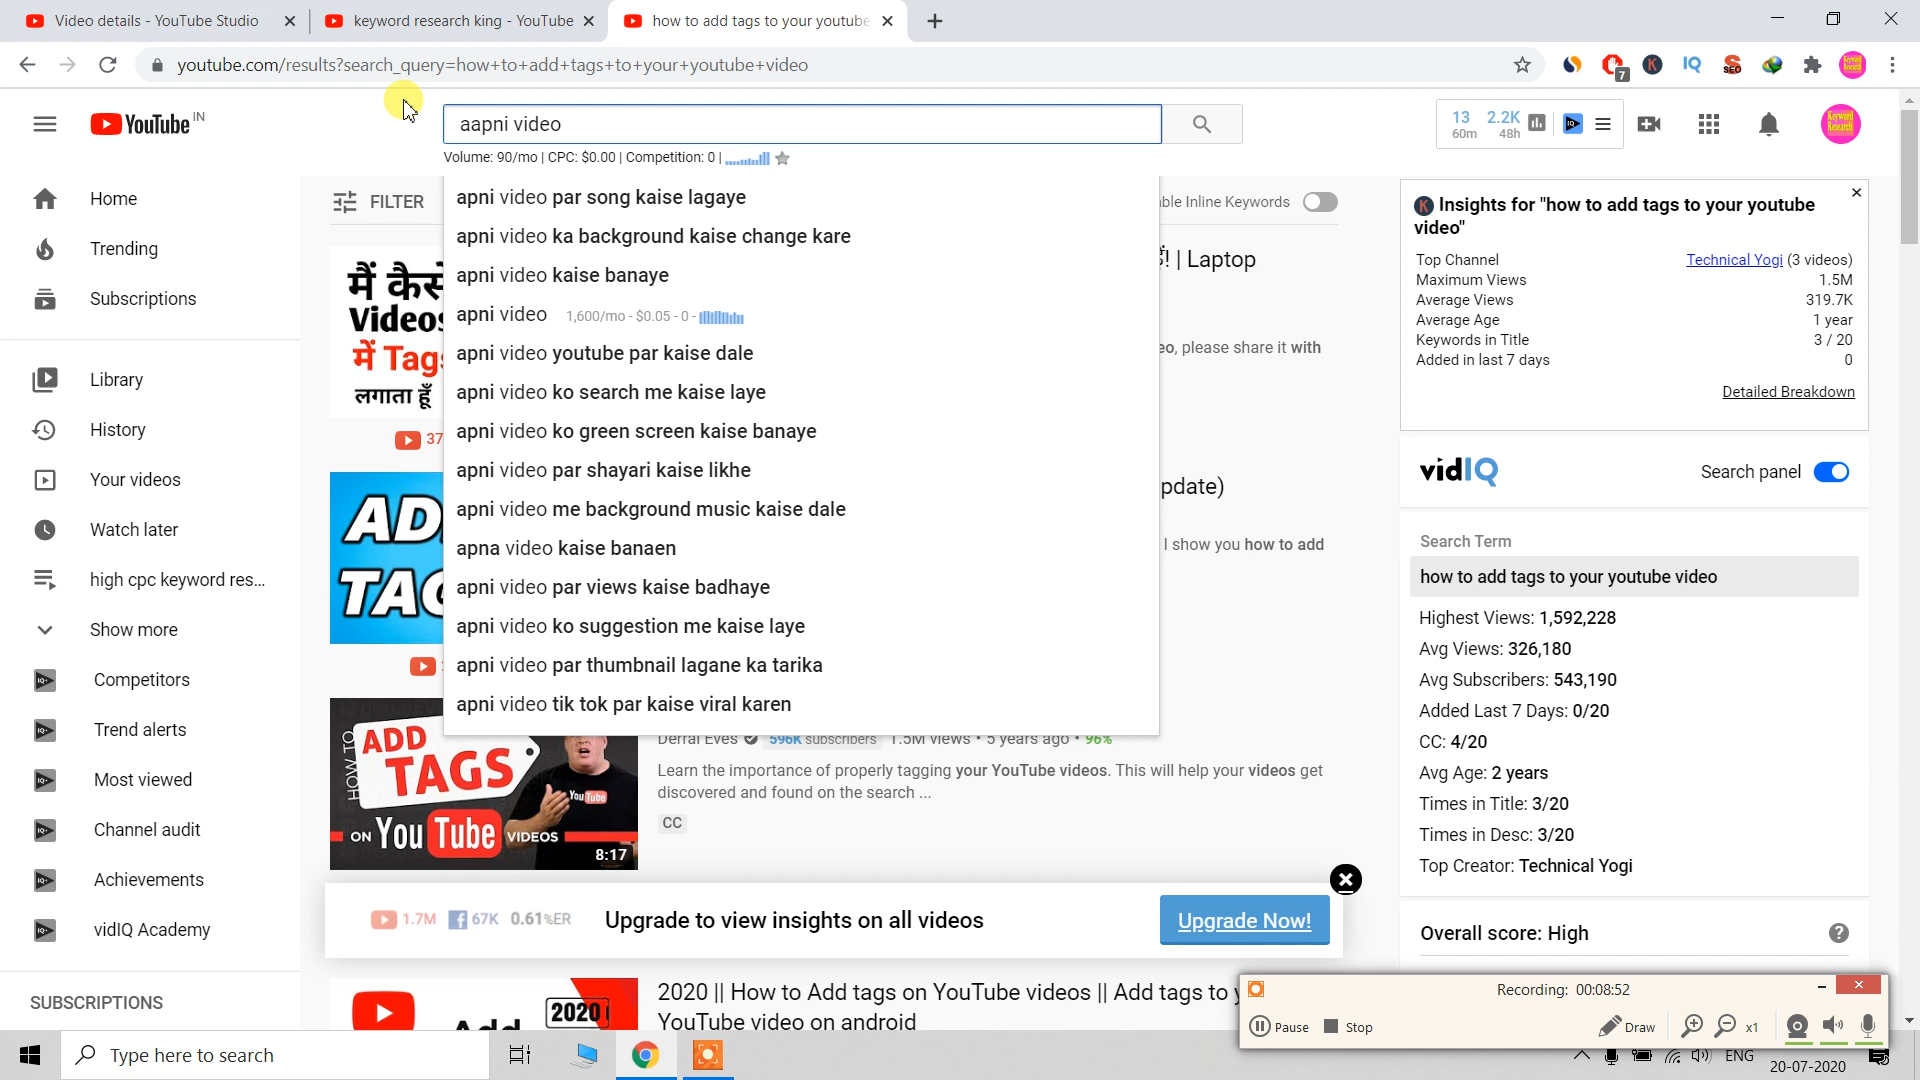 Video details - YouTube Studio
keyword research king - YouTube
how to add tags to your youtube
youtube.com/results?search_query=how+to+add+tags+to+your+youtube+video
7
YouTube IN
aapni video
Volume: 90/mo | CPC: $0.00 | Competition: 0 |
13 60m
2.2K 48h
Keyword Research
Home
Trending
Subscriptions
Library
History
Your videos
Watch later
high cpc keyword res...
Show more
Competitors
Trend alerts
Most viewed
Channel audit
Achievements
vidIQ Academy
SUBSCRIPTIONS
FILTER
ble Inline Keywords
apni video par song kaise lagaye
apni video ka background kaise change kare
apni video kaise banaye
apni video 1,600/mo - $0.05 - 0 -
apni video youtube par kaise dale
apni video ko search me kaise laye
apni video ko green screen kaise banaye
apni video par shayari kaise likhe
apni video me background music kaise dale
apna video kaise banaen
apni video par views kaise badhaye
apni video ko suggestion me kaise laye
apni video par thumbnail lagane ka tarika
apni video tik tok par kaise viral karen
मैं कैसे
Videos
में Tag
लगाता हूँ
37
! | Laptop
eo, please share it with
AD
TAG
pdate)
I show you how to add
HOW TO
ADD
TAGS
ON YouTube VIDEOS
YouTube
8:17
Derral Eves 596K subscribers 1.5M views • 5 years ago • 96%
Learn the importance of properly tagging your YouTube videos. This will help your videos get
discovered and found on the search ...
CC
1.7M 67K 0.61%ER
Upgrade to view insights on all videos
Upgrade Now!
2020
Add
2020 || How to Add tags on YouTube videos || Add tags to y
YouTube video on android
Insights for "how to add tags to your youtube
video"
Top Channel Technical Yogi (3 videos)
Maximum Views 1.5M
Average Views 319.7K
Average Age 1 year
Keywords in Title 3 / 20
Added in last 7 days 0
Detailed Breakdown
vidIQ
Search panel
Search Term
how to add tags to your youtube video
Highest Views: 1,592,228
Avg Views: 326,180
Avg Subscribers: 543,190
Added Last 7 Days: 0/20
CC: 4/20
Avg Age: 2 years
Times in Title: 3/20
Times in Desc: 3/20
Top Creator: Technical Yogi
Overall score: High
Recording: 00:08:52
Pause
Stop
Draw
x1
Type here to search
ENG
20-07-2020